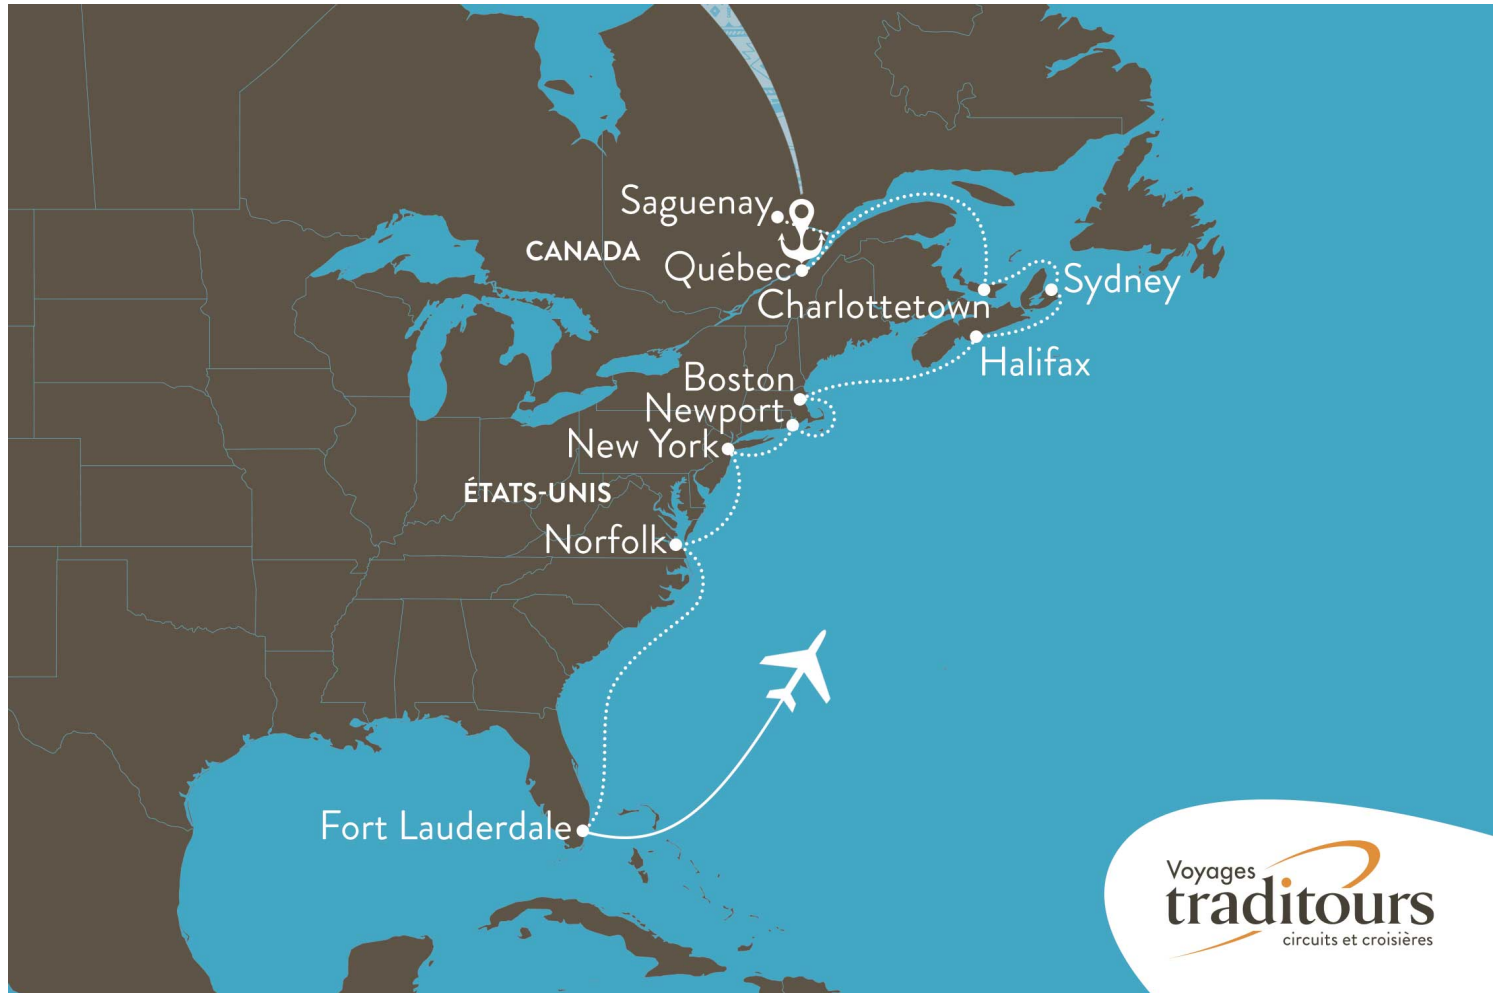 Saguenay
CANADA
Québec
Sydney
Charlottetown
Halifax
Boston
Newport
New York
ÉTATS-UNIS
Norfolk
Fort Lauderdale
Voyages
traditours
circuits et croisières